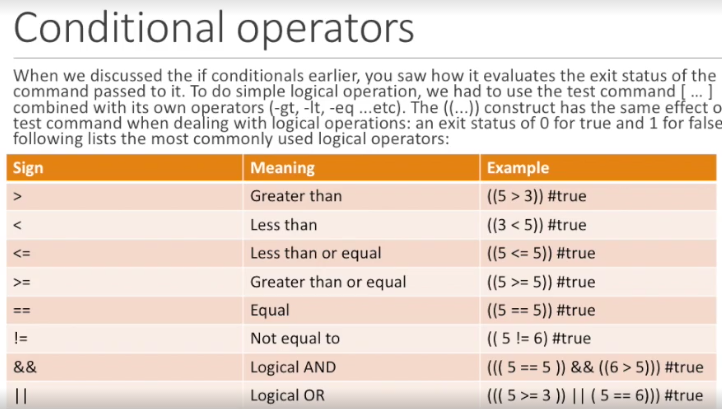 Conditional operators
When we discussed the if conditionals earlier, you saw how it evaluates the exit status of the
command passed to it. To do simple logical operation, we had to use the test command [ ... ]
combined with its own operators (-gt, -lt, -eq ...etc). The ((...)) construct has the same effect o
test command when dealing with logical operations: an exit status of 0 for true and 1 for false
following lists the most commonly used logical operators:
Sign Meaning Example
> Greater than ((5 > 3)) #true
< Less than ((3 < 5)) #true
<= Less than or equal ((5 <= 5)) #true
>= Greater than or equal ((5 >= 5)) #true
== Equal ((5 == 5)) #true
!= Not equal to (( 5 != 6) #true
&& Logical AND ((( 5 == 5 )) && ((6 > 5))) #true
|| Logical OR ((( 5 >= 3 )) || ( 5 == 6))) #true